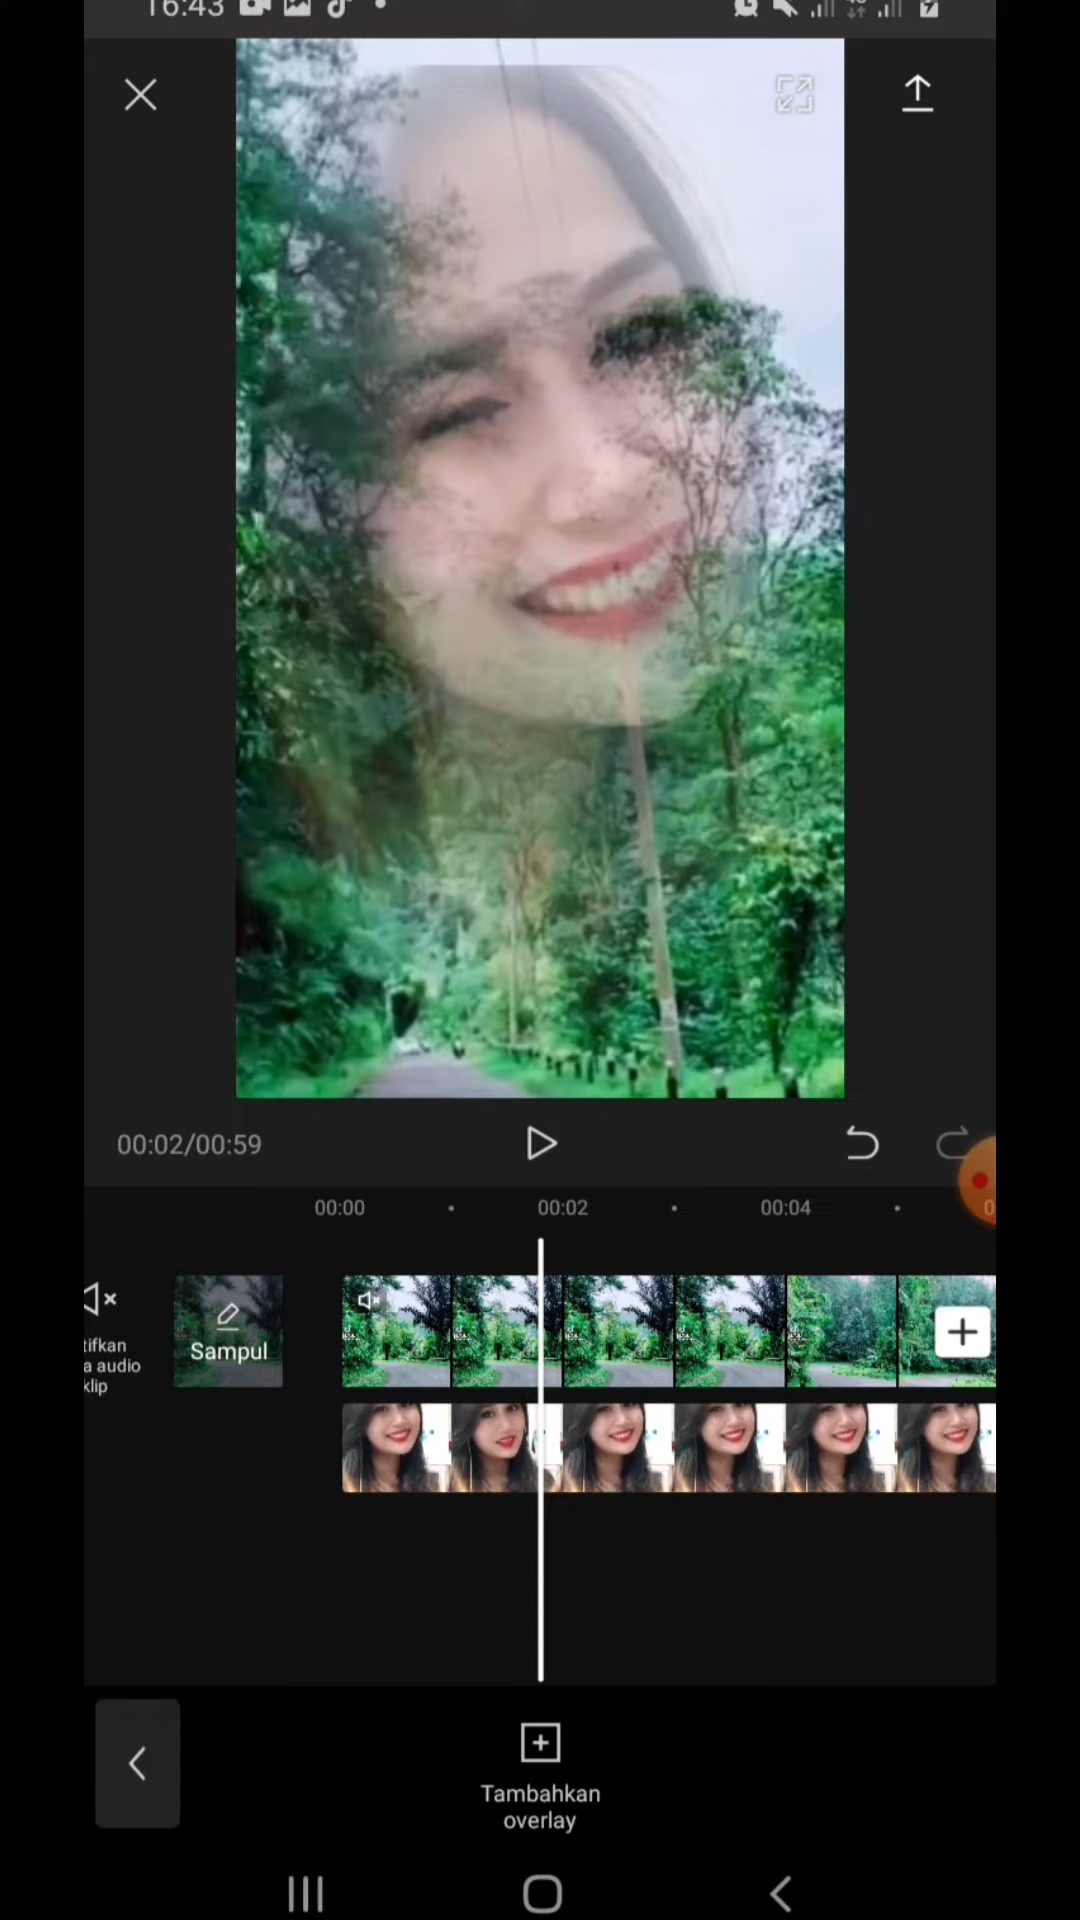 16:43
00:02/00:59
00:00
00:02
00:04
tifkan
a audio
klip
Sampul
Tambahkan
overlay